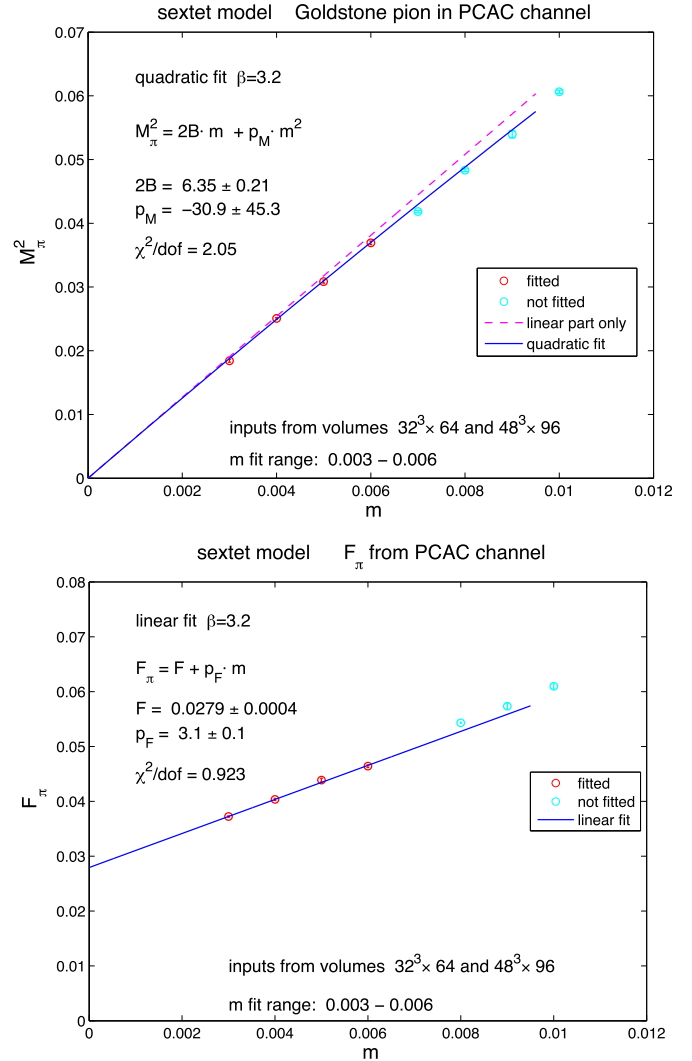 sextet model Goldstone pion in PCAC channel
0.07
0.06
0.05
0.04
0.03
0.02
0.01
0
M²π
quadratic fit β=3.2
M²π = 2B· m + pM· m²
2B = 6.35 ± 0.21
pM = −30.9 ± 45.3
χ²/dof = 2.05
fitted
not fitted
linear part only
quadratic fit
inputs from volumes 32³× 64 and 48³× 96
m fit range: 0.003 − 0.006
0 0.002 0.004 0.006 0.008 0.01 0.012
m
sextet model Fπ from PCAC channel
0.08
0.07
0.06
0.05
0.04
0.03
0.02
0.01
0
Fπ
linear fit β=3.2
Fπ = F + pF· m
F = 0.0279 ± 0.0004
pF = 3.1 ± 0.1
χ²/dof = 0.923
fitted
not fitted
linear fit
inputs from volumes 32³× 64 and 48³× 96
m fit range: 0.003 − 0.006
0 0.002 0.004 0.006 0.008 0.01 0.012
m